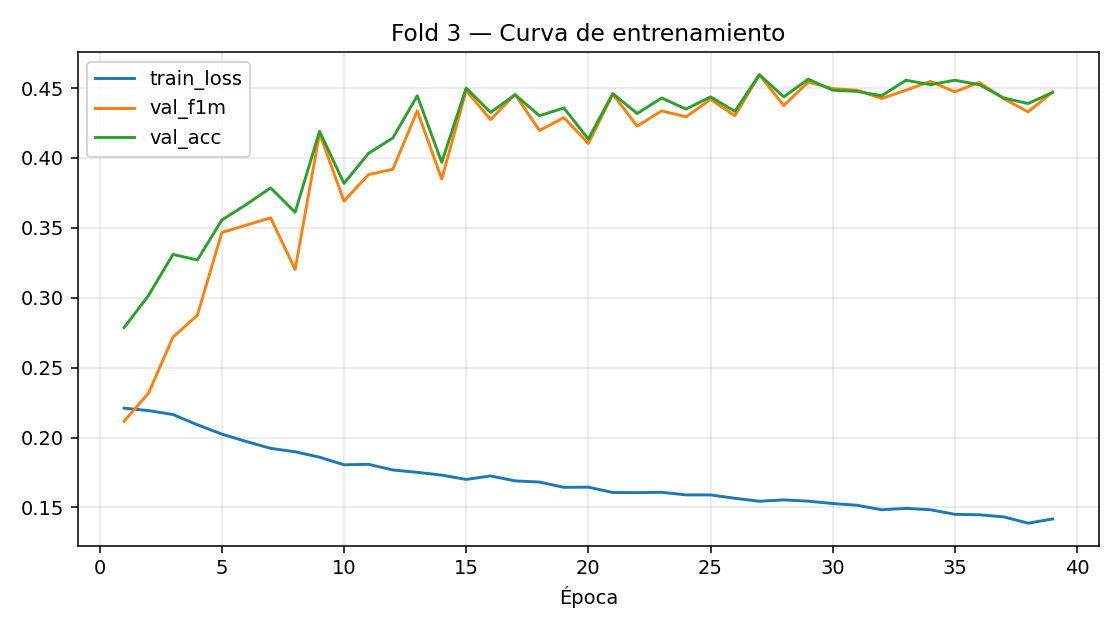 Fold 3 — Curva de entrenamiento
train_loss
val_f1m
val_acc
0.45
0.40
0.35
0.30
0.25
0.20
0.15
0 5 10 15 20 25 30 35 40
Época